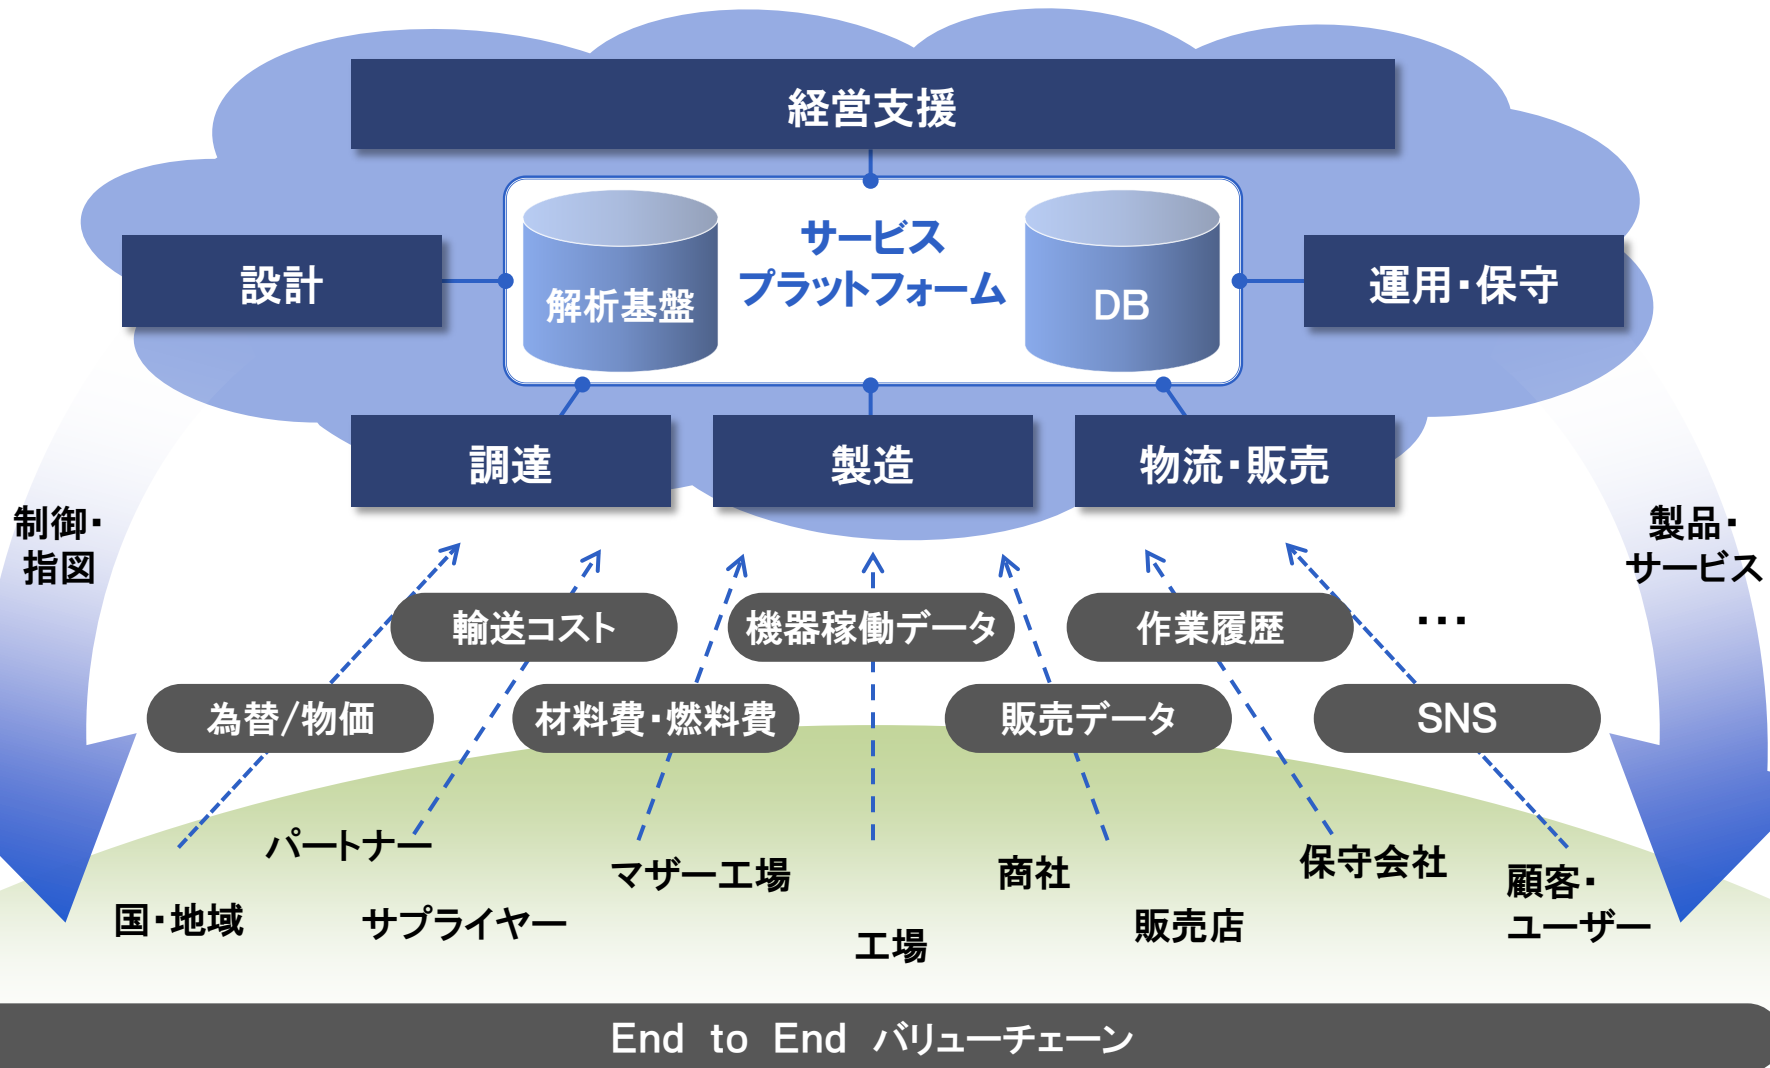 経営支援
サービス
プラットフォーム
解析基盤
DB
設計
運用・保守
調達
製造
物流・販売
制御・
指図
製品・
サービス
輸送コスト
機器稼働データ
作業履歴
・・・
為替/物価
材料費・燃料費
販売データ
SNS
パートナー
マザー工場
商社
保守会社
顧客・
ユーザー
国・地域
サプライヤー
工場
販売店
End to End バリューチェーン